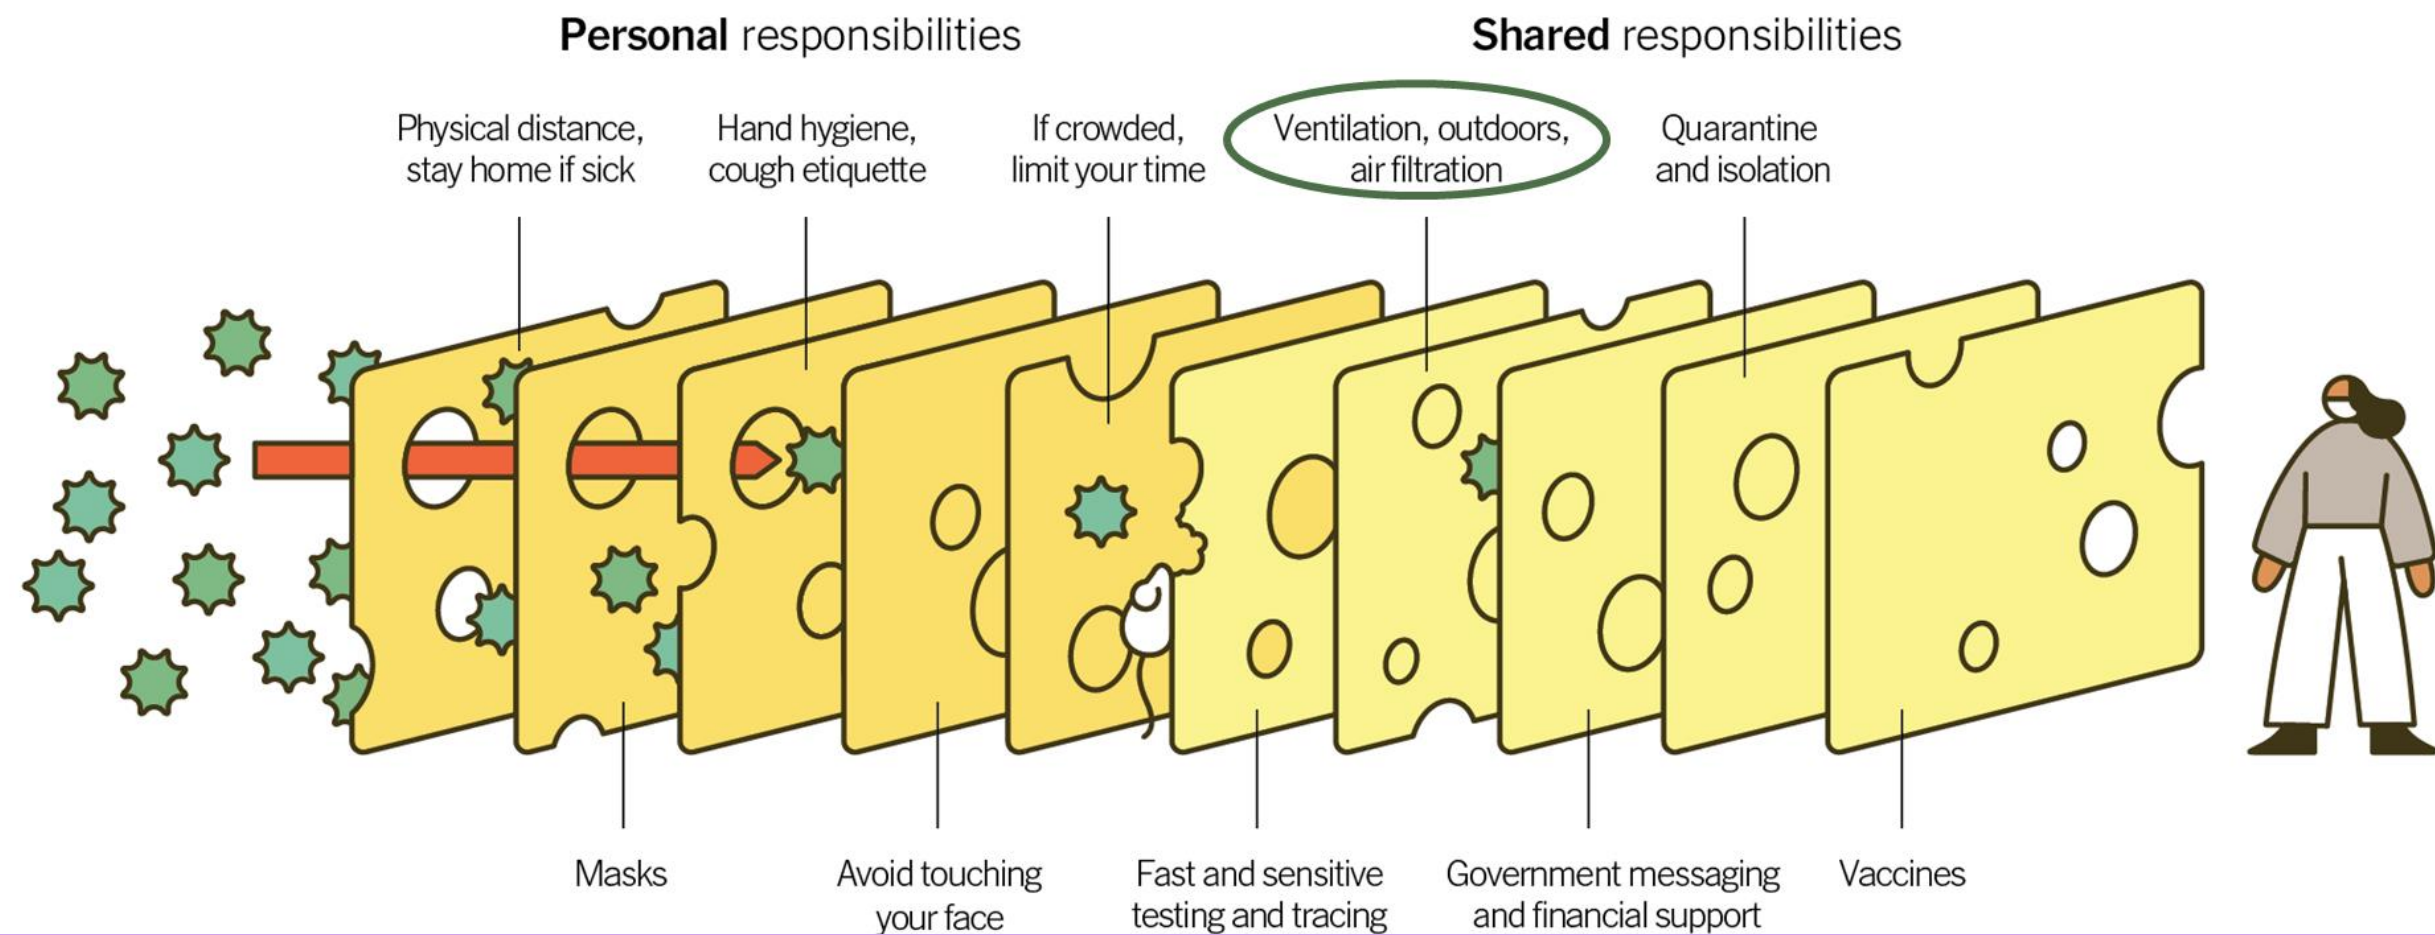 Personal responsibilities
Shared responsibilities
Physical distance,
stay home if sick
Hand hygiene,
cough etiquette
If crowded,
limit your time
Ventilation, outdoors,
air filtration
Quarantine
and isolation
Masks
Avoid touching
your face
Fast and sensitive
testing and tracing
Government messaging
and financial support
Vaccines